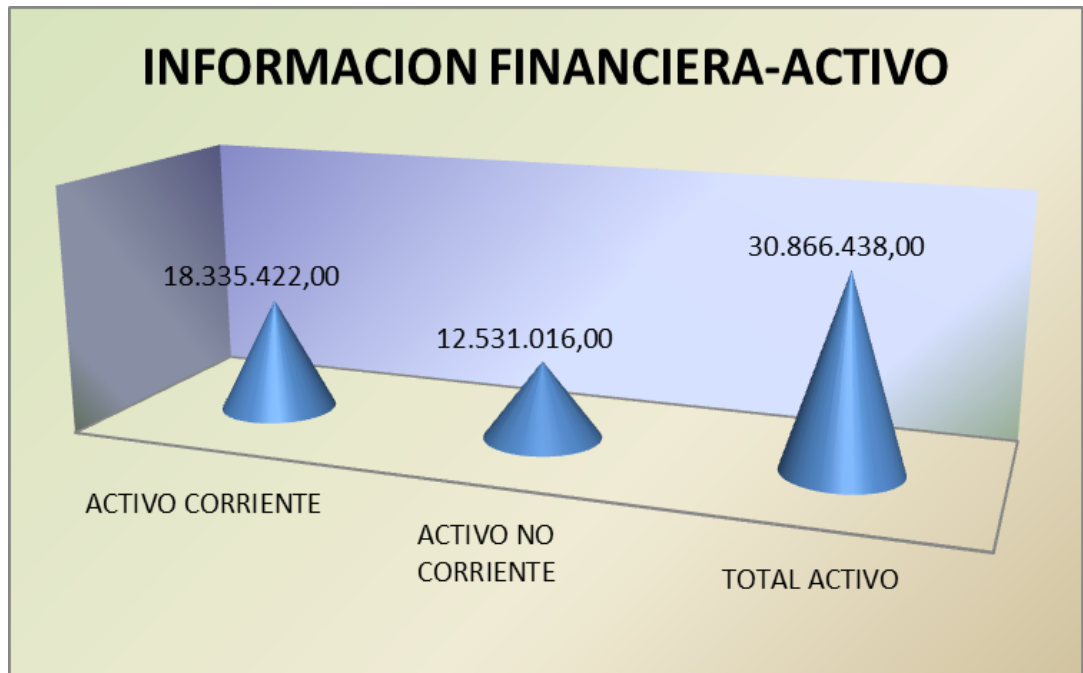 INFORMACION FINANCIERA-ACTIVO
18.335.422,00
12.531.016,00
30.866.438,00
ACTIVO CORRIENTE
ACTIVO NO
CORRIENTE
TOTAL ACTIVO